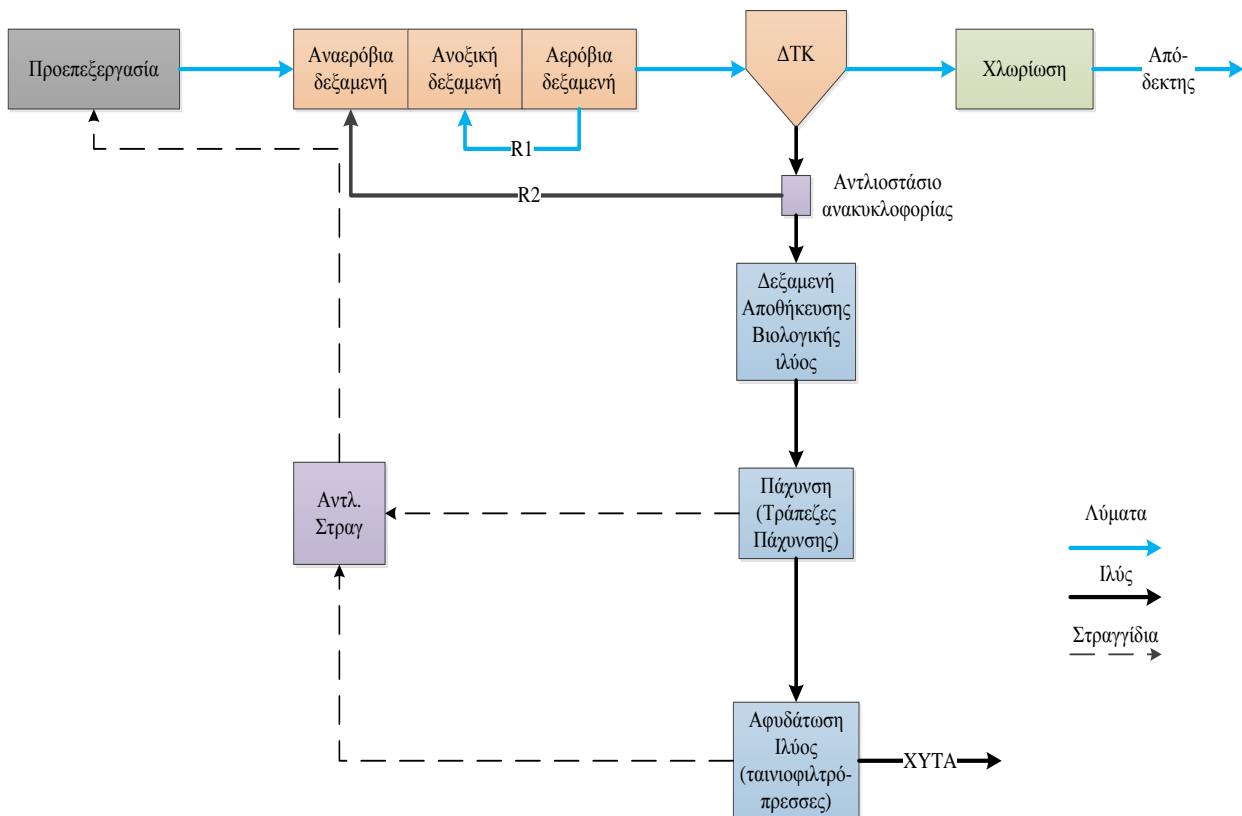 Προεπεξεργασία
Αναερόβια
δεξαμενή
Ανοξική
δεξαμενή
Αερόβια
δεξαμενή
ΔΤΚ
Χλωρίωση
Από-
δεκτης
R1
R2
Αντλιοστάσιο
ανακυκλοφορίας
Δεξαμενή
Αποθήκευσης
Βιολογικής
ιλύος
Αντλ.
Στραγ
Πάχυνση
(Τράπεζες
Πάχυνσης)
Λύματα
Ιλύς
Στραγγίδια
Αφυδάτωση
Ιλύος
(ταινιοφιλτρό-
πρεσσες)
ΧΥΤΑ